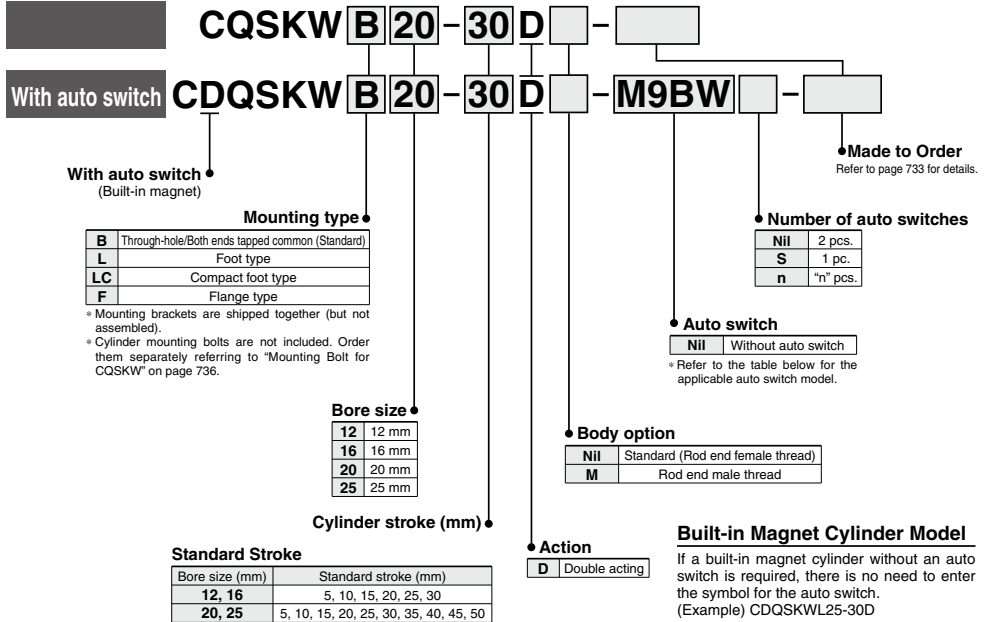 CQSKW B 20 - 30 D -
With auto switch CDQSKW B 20 - 30 D - M9BW -
With auto switch
(Built-in magnet)
Made to Order
Refer to page 733 for details.
Mounting type
B Through-hole/Both ends tapped common (Standard)
L Foot type
LC Compact foot type
F Flange type
* Mounting brackets are shipped together (but not
assembled).
* Cylinder mounting bolts are not included. Order
them separately referring to “Mounting Bolt for
CQSKW” on page 736.
Number of auto switches
Nil 2 pcs.
S 1 pc.
n “n” pcs.
Auto switch
Nil Without auto switch
* Refer to the table below for the
applicable auto switch model.
Bore size
12 12 mm
16 16 mm
20 20 mm
25 25 mm
Body option
Nil Standard (Rod end female thread)
M Rod end male thread
Cylinder stroke (mm)
Standard Stroke
Bore size (mm) Standard stroke (mm)
12, 16 5, 10, 15, 20, 25, 30
20, 25 5, 10, 15, 20, 25, 30, 35, 40, 45, 50
Action
D Double acting
Built-in Magnet Cylinder Model
If a built-in magnet cylinder without an auto
switch is required, there is no need to enter
the symbol for the auto switch.
(Example) CDQSKWL25-30D